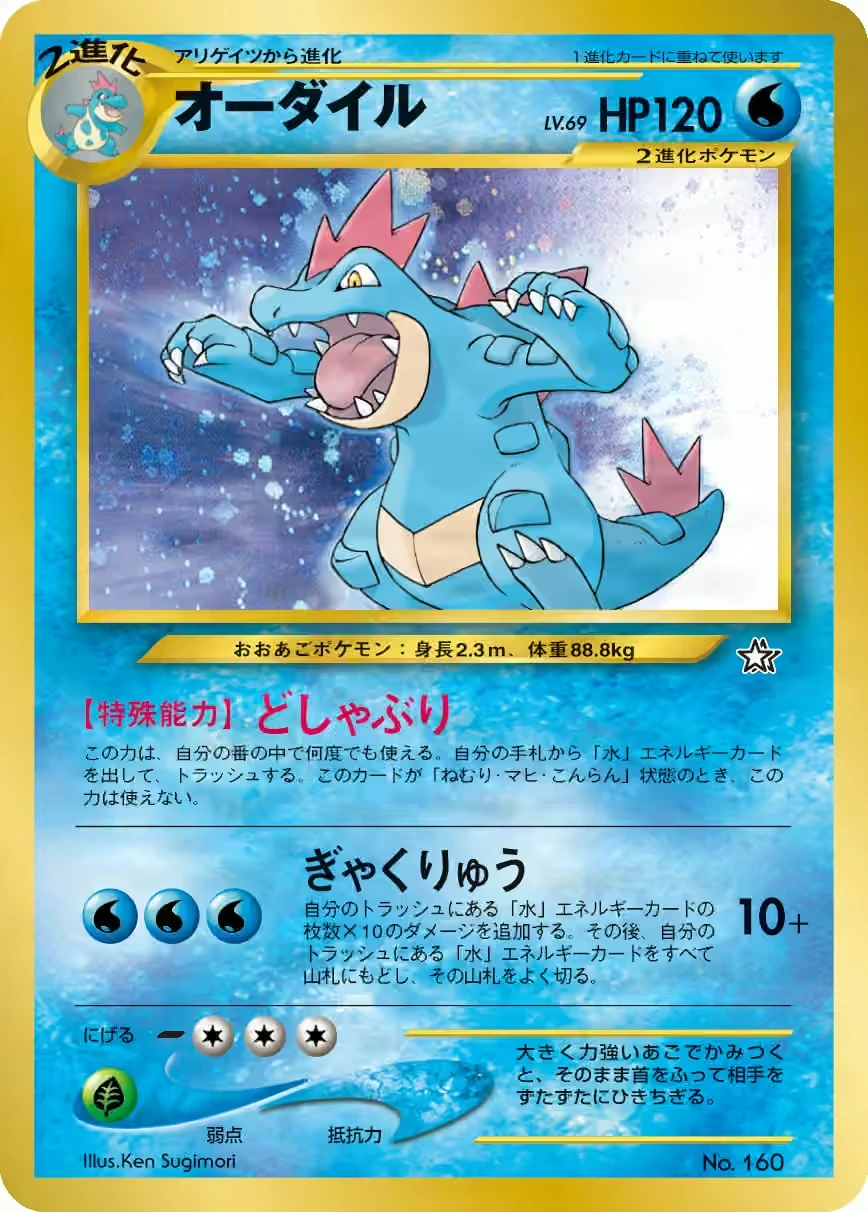 2進化
アリゲイツから進化
1進化カードに重ねて使います
オーダイル
LV.69 HP120
2進化ポケモン
おおあごポケモン：身長2.3m、体重88.8kg
【特殊能力】どしゃぶり
この力は、自分の番の中で何度でも使える。自分の手札から「水」エネルギーカード
を出して、トラッシュする。このカードが「ねむり・マヒ・こんらん」状態のとき、この
力は使えない。
ぎゃくりゅう
自分のトラッシュにある「水」エネルギーカードの
枚数×10のダメージを追加する。その後、自分の
トラッシュにある「水」エネルギーカードをすべて
山札にもどし、その山札をよく切る。
10+
にげる
大きく力強いあごでかみつく
と、そのまま首をふって相手を
ずたずたにひきちぎる。
弱点
抵抗力
Illus.Ken Sugimori
No. 160